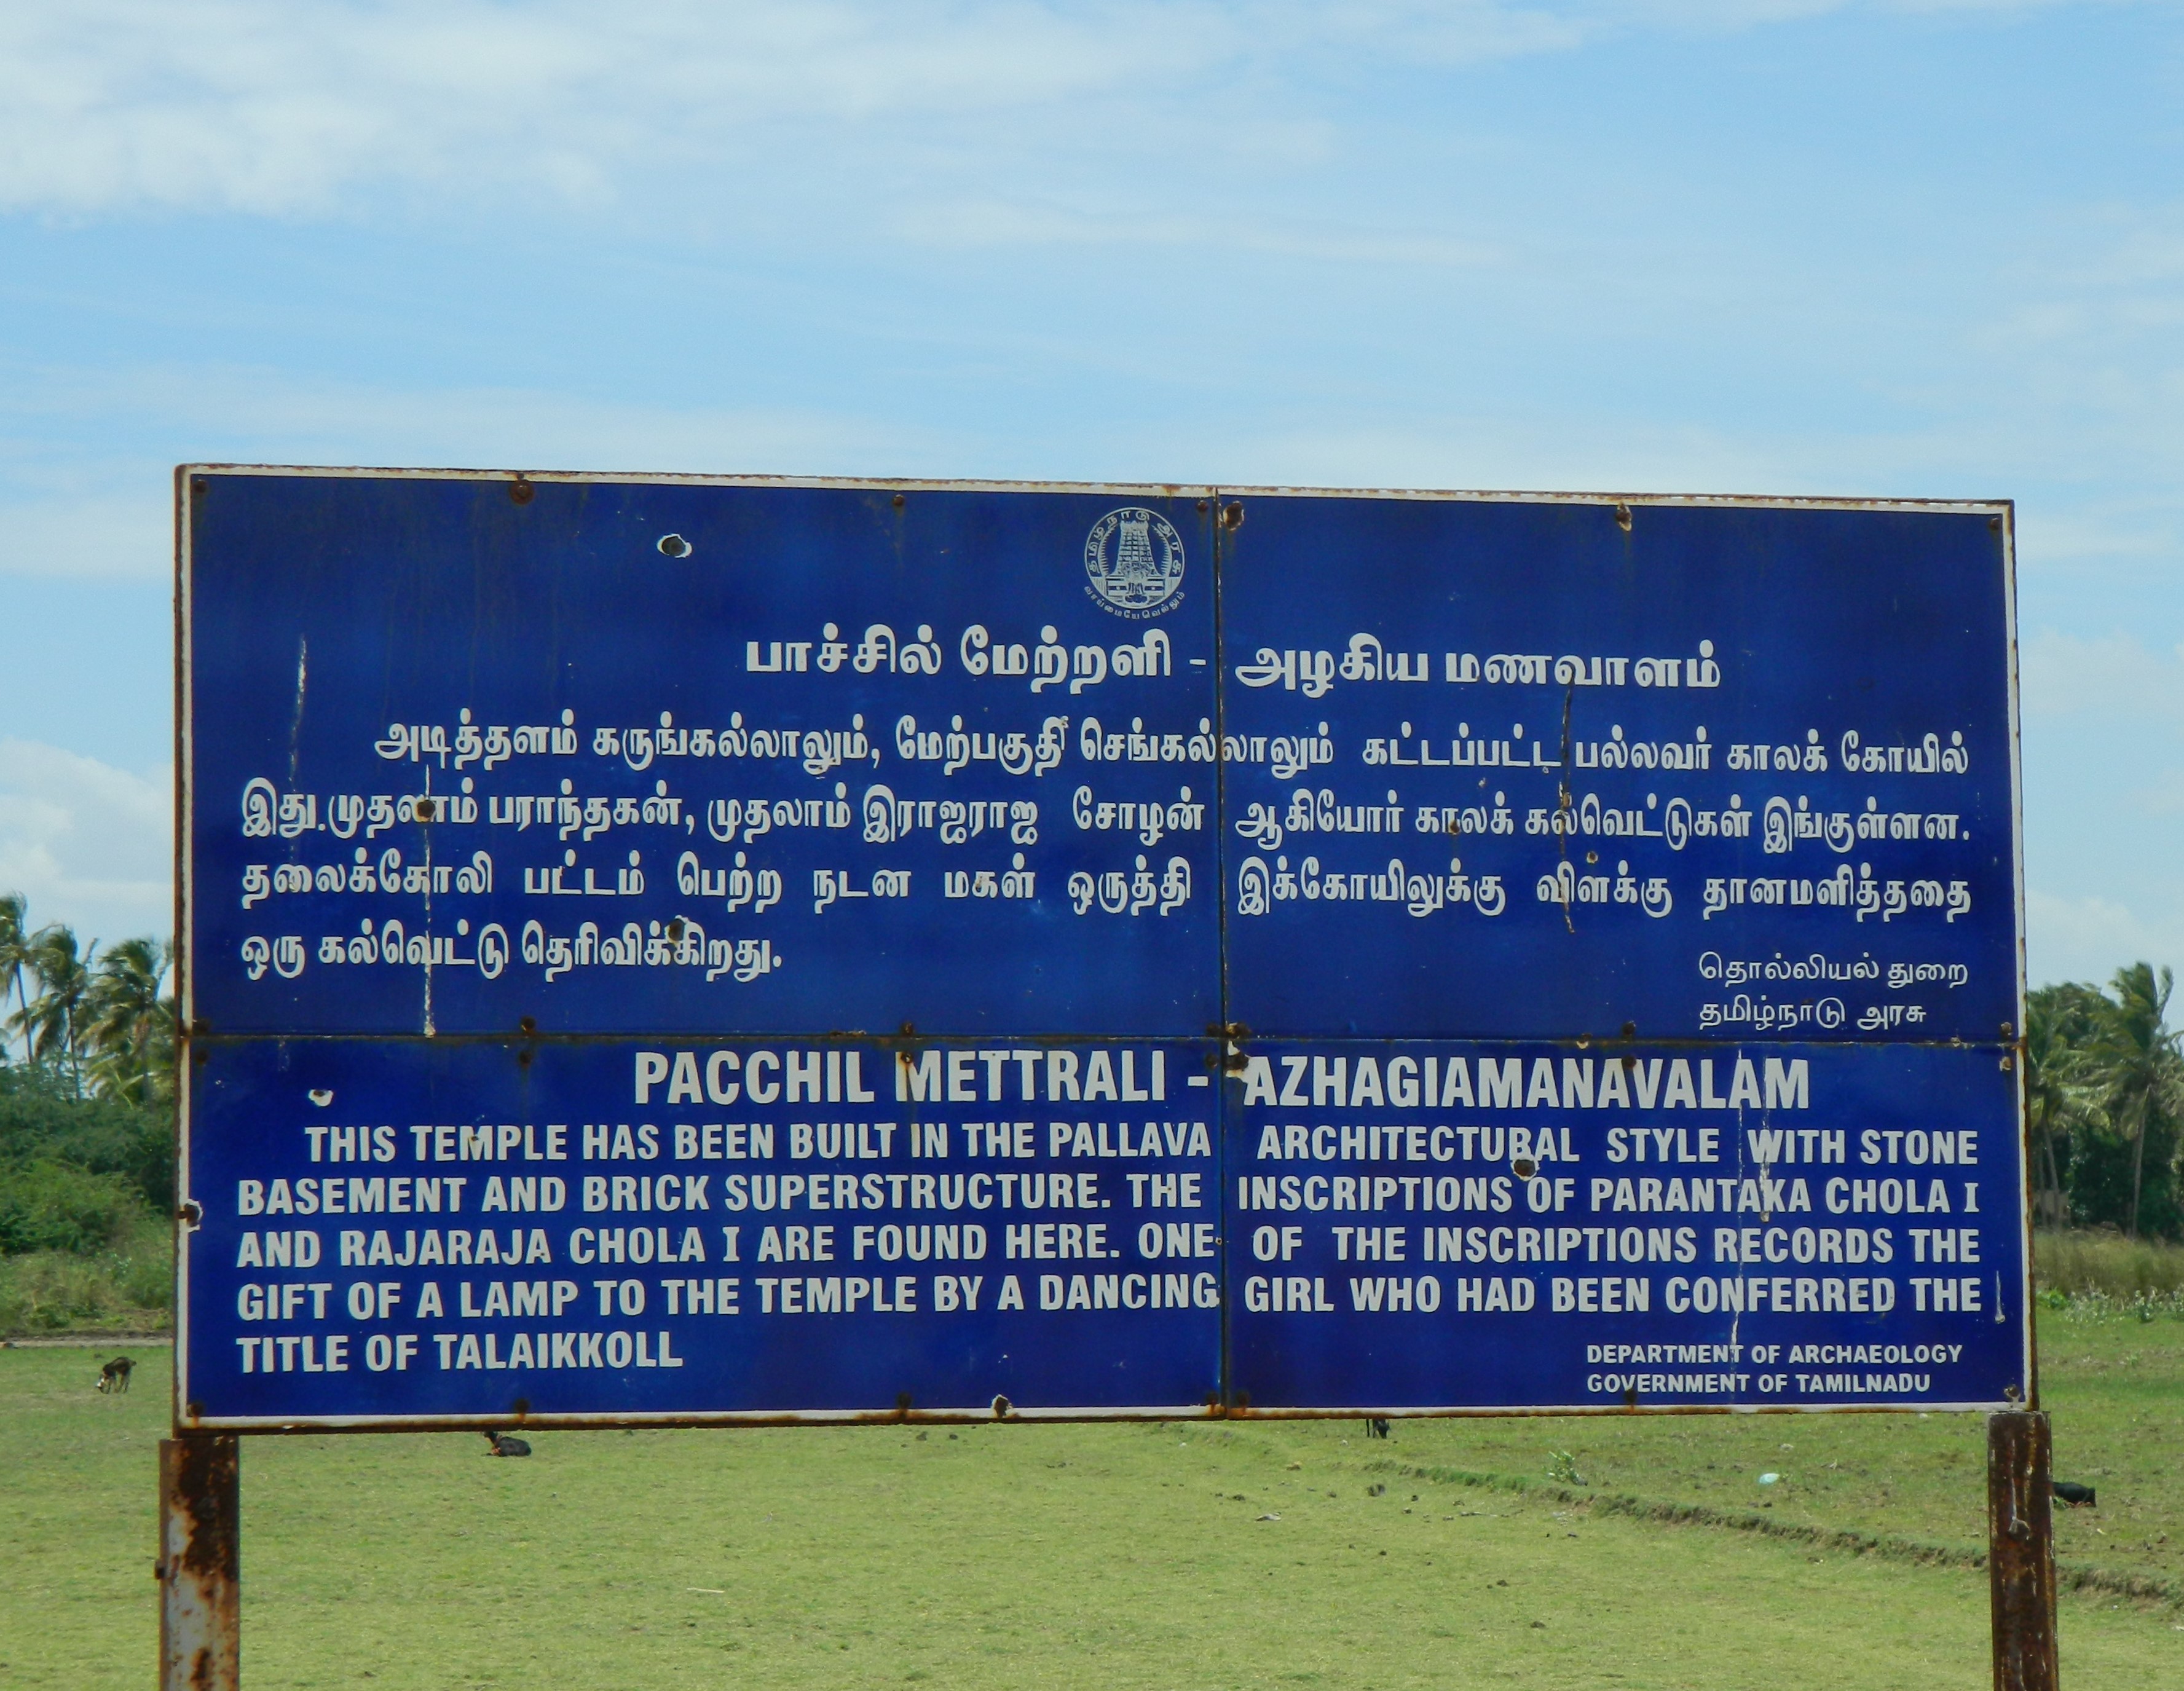 தமிழ்நாடு அரசு
வாய்மையே வெல்லும்
பாச்சில் மேற்றளி - அழகிய மணவாளம்
அடித்தளம் கருங்கல்லாலும், மேற்பகுதி செங்கல்லாலும் கட்டப்பட்ட பல்லவர் காலக் கோயில்
இது.முதலாம் பராந்தகன், முதலாம் இராஜராஜ சோழன் ஆகியோர் காலக் கல்வெட்டுகள் இங்குள்ளன.
தலைக்கோலி பட்டம் பெற்ற நடன மகள் ஒருத்தி இக்கோயிலுக்கு விளக்கு தானமளித்ததை
ஒரு கல்வெட்டு தெரிவிக்கிறது.
தொல்லியல் துறை
தமிழ்நாடு அரசு
PACCHIL METTRALI - AZHAGIAMANAVALAM
THIS TEMPLE HAS BEEN BUILT IN THE PALLAVA ARCHITECTURAL STYLE WITH STONE
BASEMENT AND BRICK SUPERSTRUCTURE. THE INSCRIPTIONS OF PARANTAKA CHOLA I
AND RAJARAJA CHOLA I ARE FOUND HERE. ONE OF THE INSCRIPTIONS RECORDS THE
GIFT OF A LAMP TO THE TEMPLE BY A DANCING GIRL WHO HAD BEEN CONFERRED THE
TITLE OF TALAIKKOLL
DEPARTMENT OF ARCHAEOLOGY
GOVERNMENT OF TAMILNADU